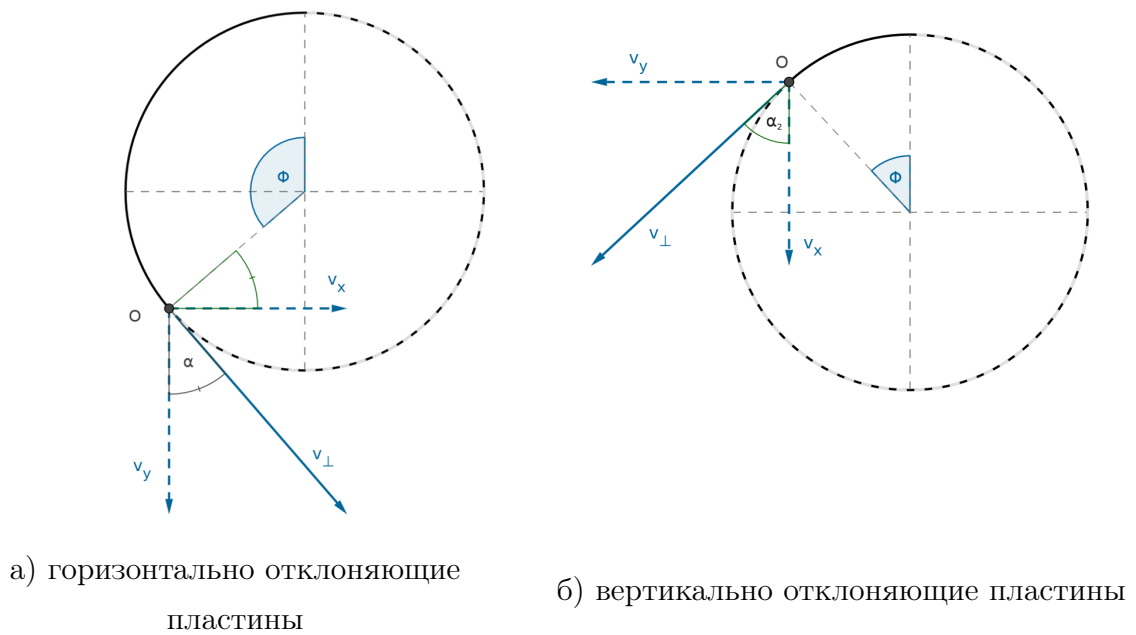 Φ
v_x
O
α
v_y
v_⊥
а) горизонтально отклоняющие
пластины
v_y
O
α₂
Φ
v_⊥
v_x
б) вертикально отклоняющие пластины